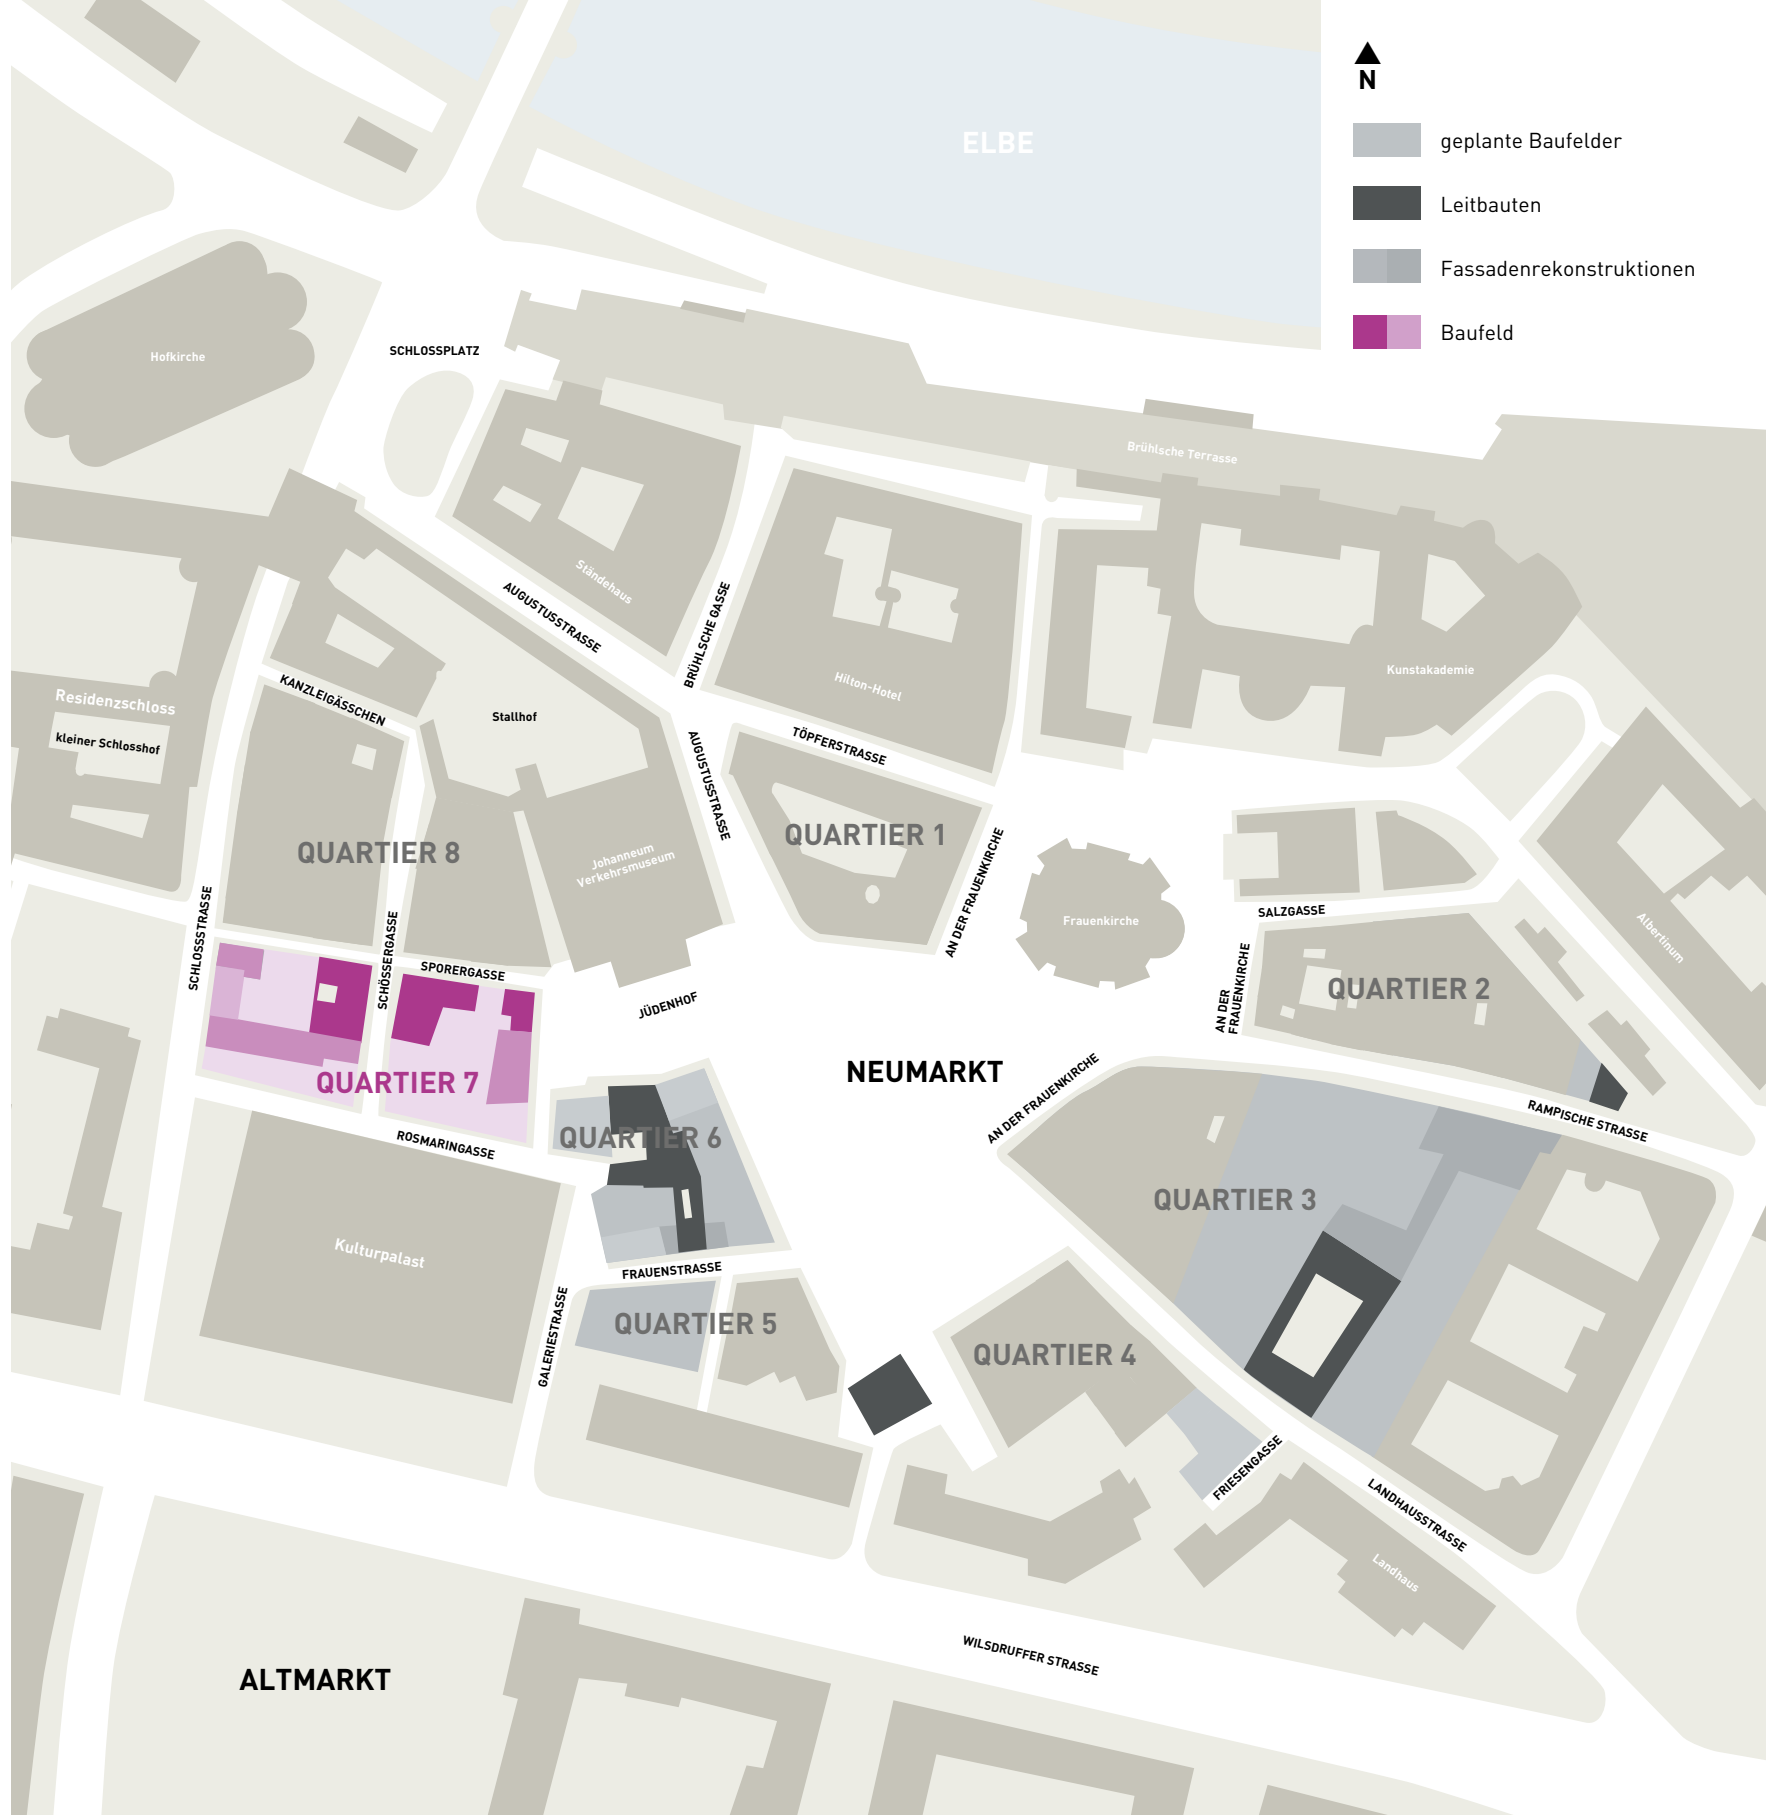 N
ELBE
geplante Baufelder
Leitbauten
Fassadenrekonstruktionen
Baufeld
Hofkirche
SCHLOSSPLATZ
Brühlsche Terrasse
Ständehaus
AUGUSTUSSTRASSE
BRÜHLSCHE GASSE
Hilton-Hotel
Kunstakademie
Residenzschloss
kleiner Schlosshof
KANZLEIGÄSSCHEN
Stallhof
AUGUSTUSSTRASSE
TÖPFERSTRASSE
QUARTIER 8
Johanneum
Verkehrsmuseum
QUARTIER 1
AN DER FRAUENKIRCHE
Frauenkirche
SALZGASSE
Albertinum
SCHLOSSSTRASSE
SCHÖSSERGASSE
SPORERGASSE
JÜDENHOF
AN DER
FRAUENKIRCHE
QUARTIER 2
QUARTIER 7
NEUMARKT
AN DER FRAUENKIRCHE
RAMPISCHE STRASSE
ROSMARINGASSE
QUARTIER 6
QUARTIER 3
Kulturpalast
FRAUENSTRASSE
GALERIESTRASSE
QUARTIER 5
QUARTIER 4
FRIESENGASSE
LANDHAUSSTRASSE
Landhaus
WILSDRUFFER STRASSE
ALTMARKT